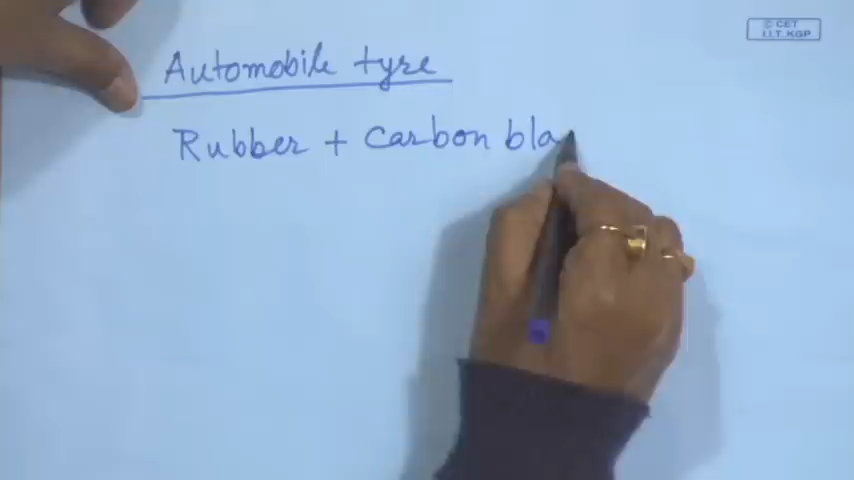 © CET
I.I.T. KGP
Automobile tyre
Rubber + Carbon bla